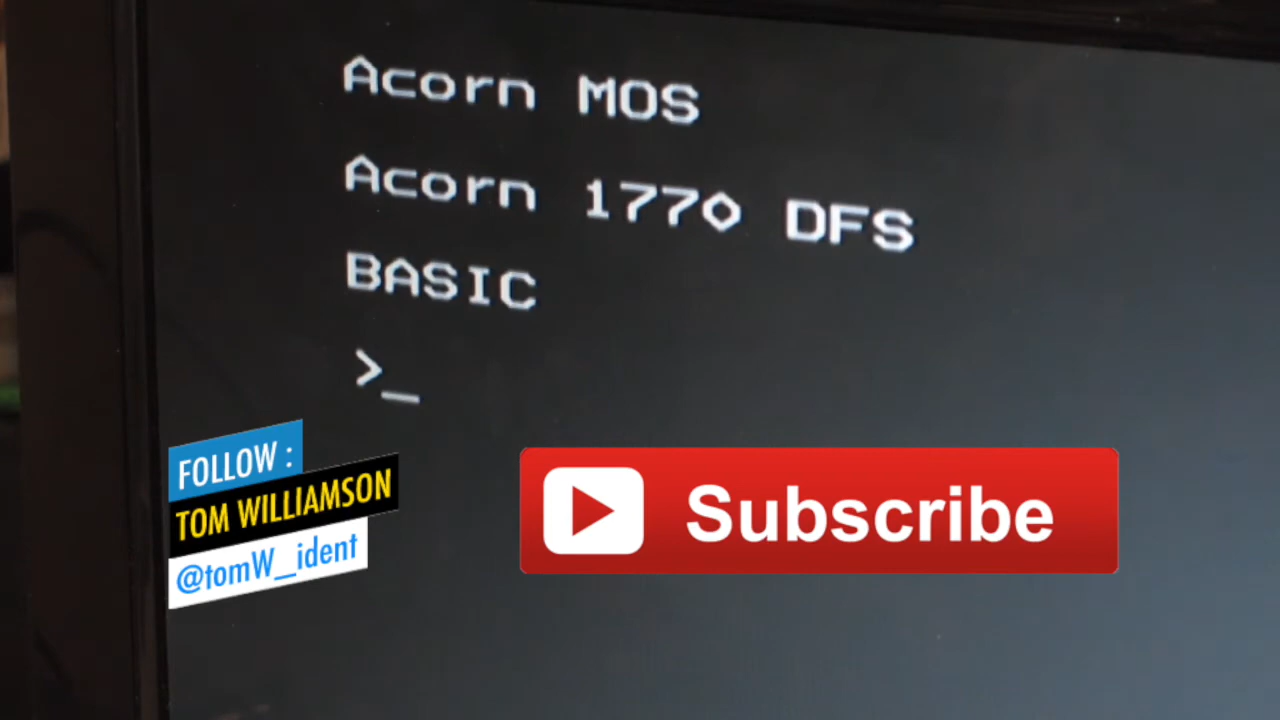 Acorn MOS
Acorn 1770 DFS
BASIC
>_
FOLLOW :
TOM WILLIAMSON
@tomW_ident
Subscribe